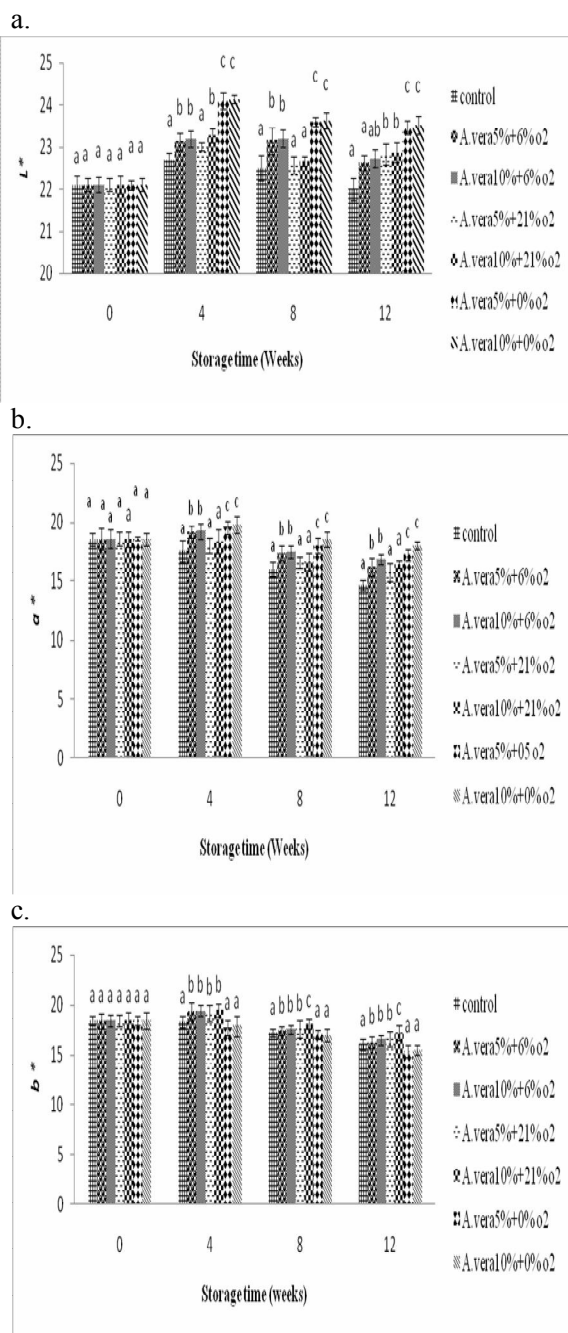 a.
25
24
23
22
21
20
L*
a a a a a a a
a b b a b c c
a b b a a c c
a a ab b b c c
0 4 8 12
Storage time (Weeks)
control
A.vera5%+6%o2
A.vera10%+6%o2
A.vera5%+21%o2
A.vera10%+21%o2
A.vera5%+0%o2
A.vera10%+0%o2
b.
25
20
15
10
5
0
a*
a a a a a a a
a b b a a c c
a b b a a c c
a b b a a c c
0 4 8 12
Storage time (Weeks)
control
A.vera5%+6%o2
A.vera10%+6%o2
A.vera5%+21%o2
A.vera10%+21%o2
A.vera5%+05 o2
A.vera10%+0%o2
c.
25
20
15
10
5
0
b*
a a a a a a a
a b b b b a a
a b b b c a a
a b b b c a a
0 4 8 12
Storage time (weeks)
control
A.vera5%+6%o2
A.vera10%+6%o2
A.vera5%+21%o2
A.vera10%+21%o2
A.vera5%+0%o2
A.vera10%+0%o2